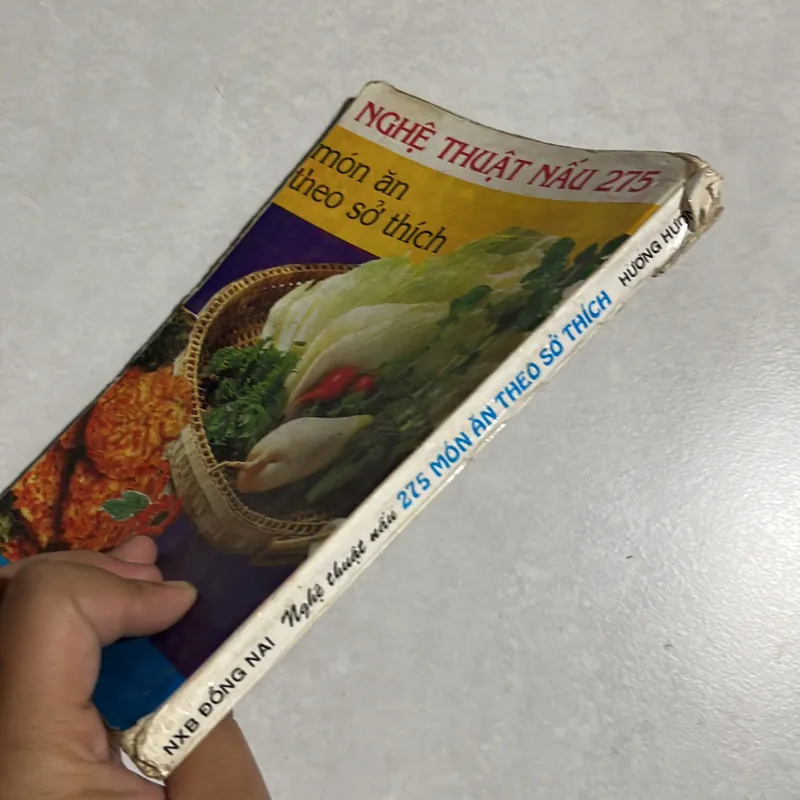 NGHỆ THUẬT NẤU 275
món ăn
theo sở thích
NXB ĐỒNG NAI Nghệ thuật nấu 275 MÓN ĂN THEO SỞ THÍCH HƯƠNG